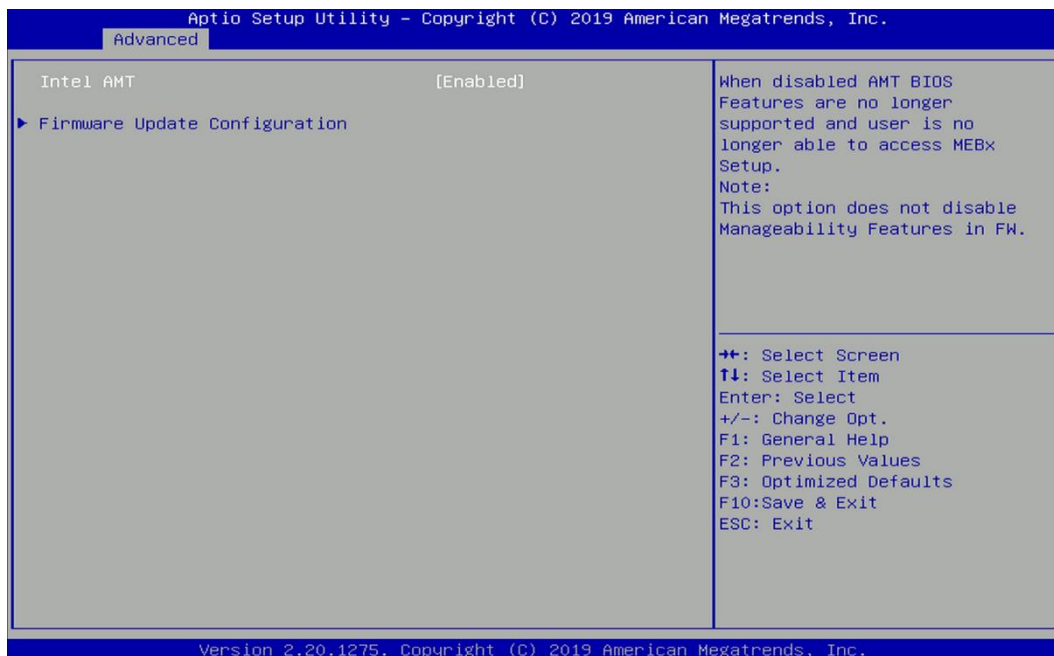 Aptio Setup Utility – Copyright (C) 2019 American Megatrends, Inc.
Advanced
Intel AMT [Enabled]
▶ Firmware Update Configuration
When disabled AMT BIOS
Features are no longer
supported and user is no
longer able to access MEBx
Setup.
Note:
This option does not disable
Manageability Features in FW.
→←: Select Screen
↑↓: Select Item
Enter: Select
+/-: Change Opt.
F1: General Help
F2: Previous Values
F3: Optimized Defaults
F10:Save & Exit
ESC: Exit
Version 2.20.1275. Copyright (C) 2019 American Megatrends, Inc.